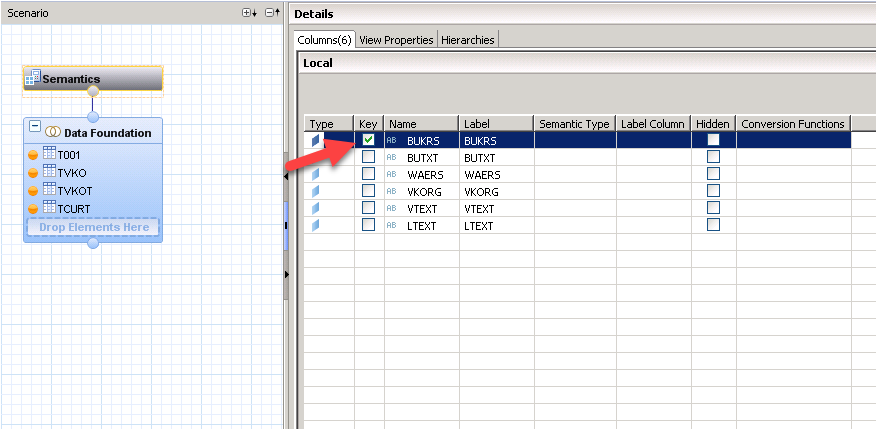 Scenario
Semantics
Data Foundation
T001
TVKO
TVKOT
TCURT
Drop Elements Here
Details
Columns(6) View Properties Hierarchies
Local
Type Key Name Label Semantic Type Label Column Hidden Conversion Functions
AB BUKRS BUKRS
AB BUTXT BUTXT
AB WAERS WAERS
AB VKORG VKORG
AB VTEXT VTEXT
AB LTEXT LTEXT